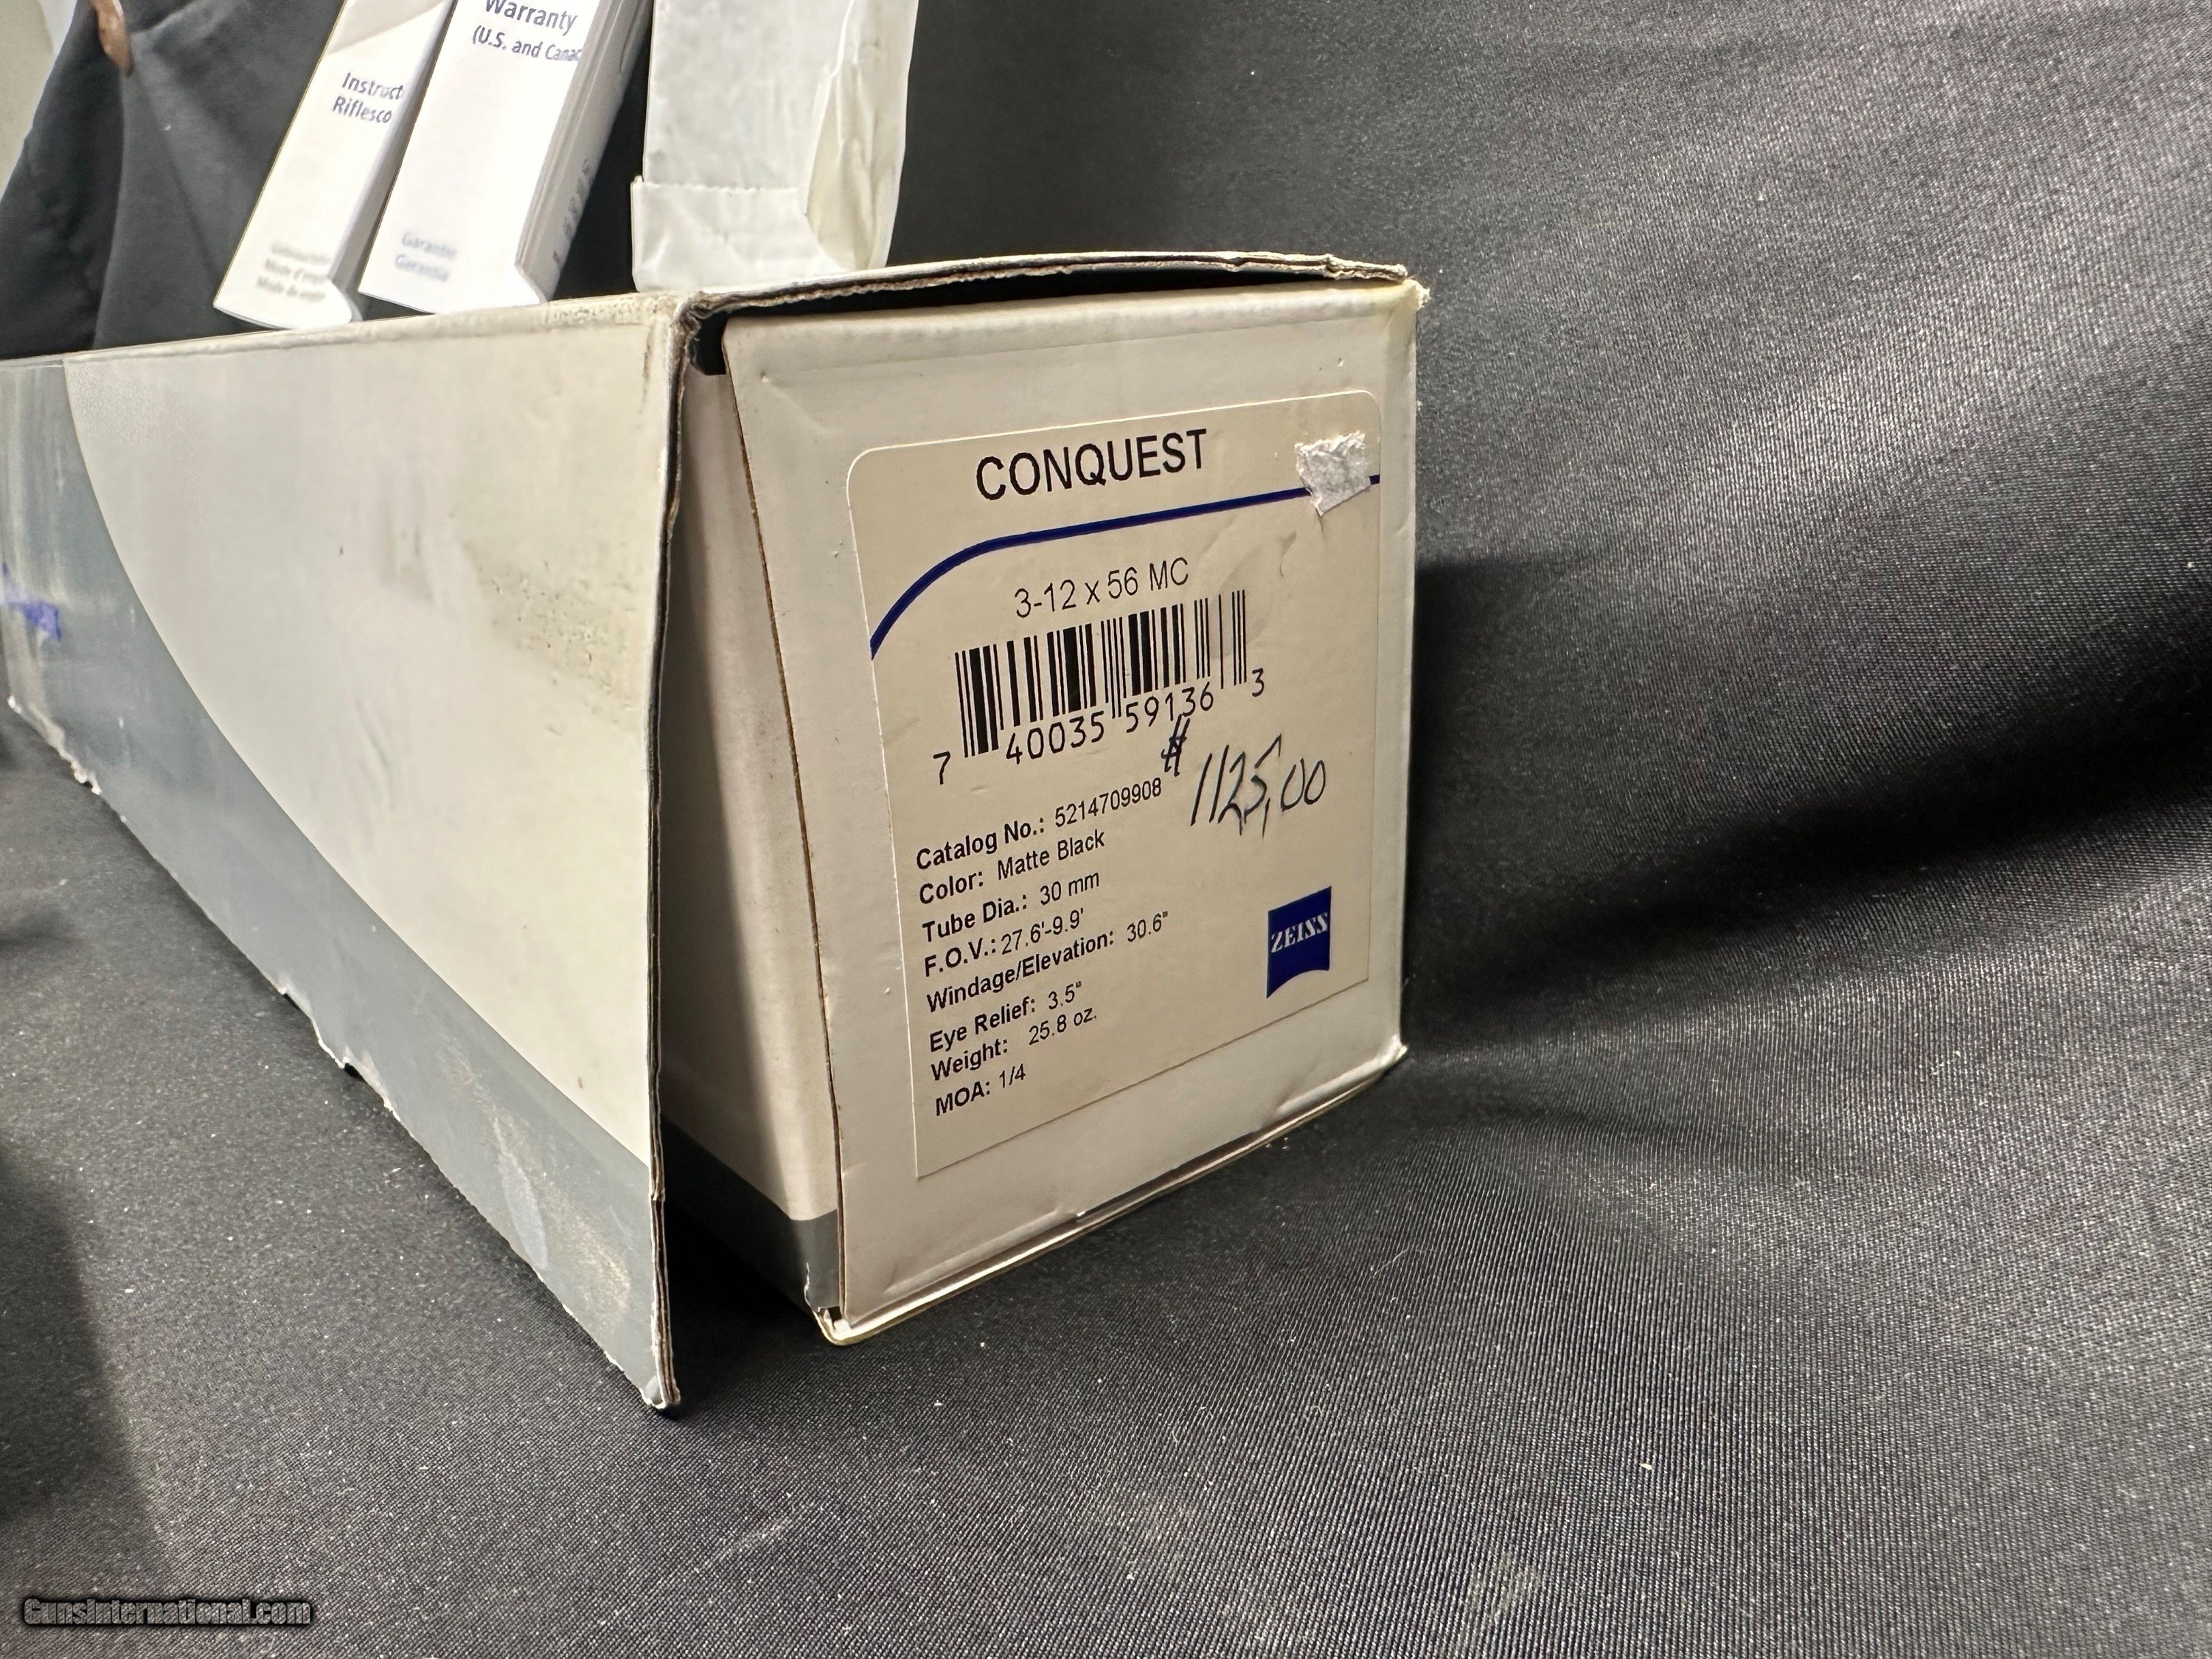 Warranty
(U.S. and Canad
Instruct
Riflesco
Garantie
Garantía
CONQUEST
3-12 x 56 MC
7 40035 59136 3
# 1125,00
Catalog No.: 5214709908
Color: Matte Black
Tube Dia.: 30 mm
F.O.V.: 27.6'-9.9'
Windage/Elevation: 30.6"
Eye Relief: 3.5"
Weight: 25.8 oz.
MOA: 1/4
ZEISS
GunsInternational.com